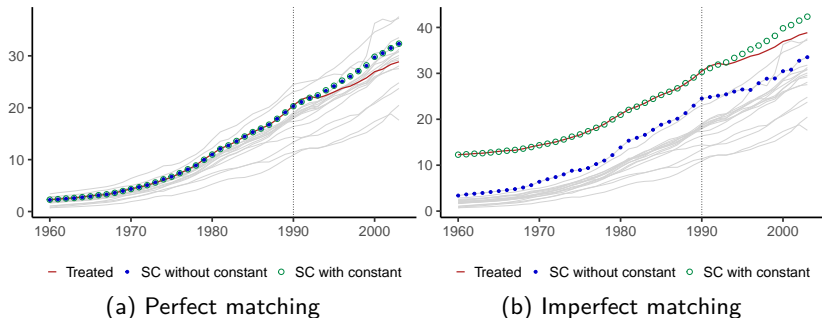 30
20
10
0
1960 1970 1980 1990 2000
Treated SC without constant SC with constant
(a) Perfect matching
40
30
20
10
0
1960 1970 1980 1990 2000
Treated SC without constant SC with constant
(b) Imperfect matching